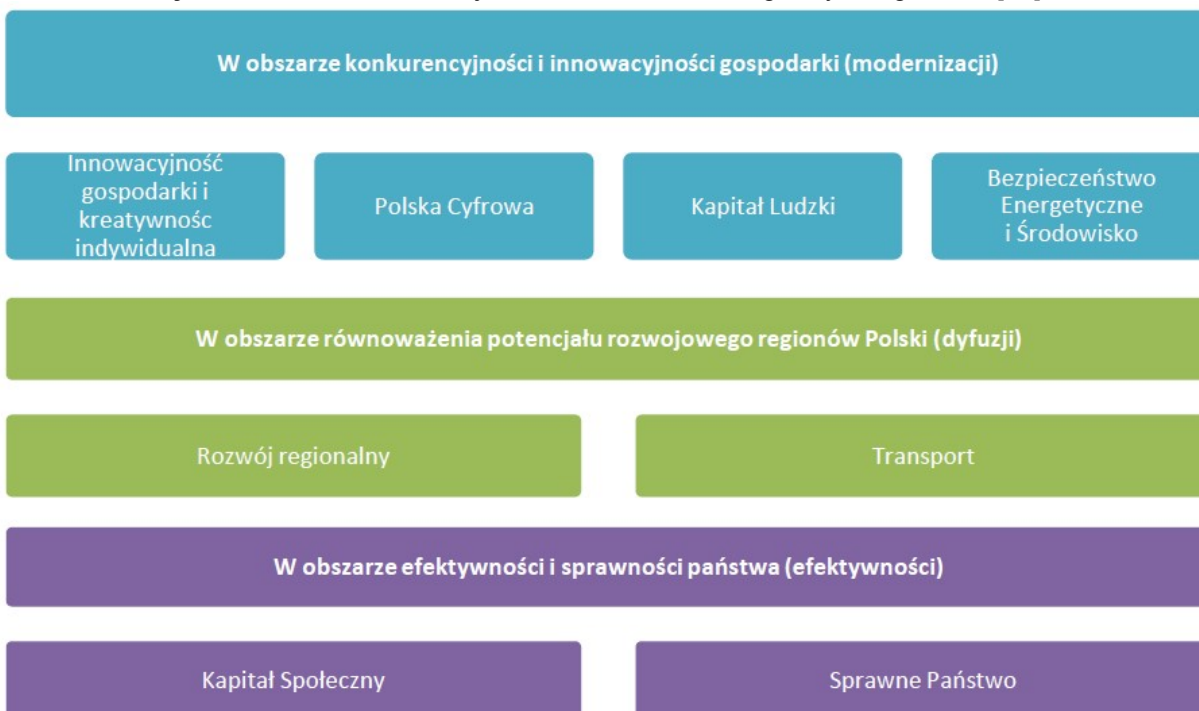 W obszarze konkurencyjności i innowacyjności gospodarki (modernizacji)
Innowacyjność
gospodarki i
kreatywnośc
indywidualna
Polska Cyfrowa
Kapitał Ludzki
Bezpieczeństwo
Energetyczne
i Środowisko
W obszarze równoważenia potencjału rozwojowego regionów Polski (dyfuzji)
Rozwój regionalny
Transport
W obszarze efektywności i sprawności państwa (efektywności)
Kapitał Społeczny
Sprawne Państwo